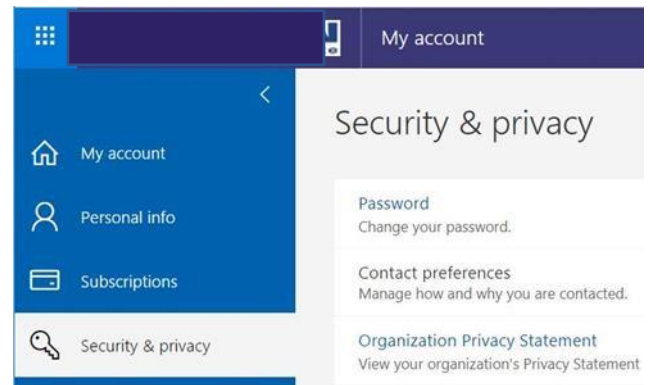 My account
Security & privacy
My account
Personal info
Subscriptions
Security & privacy
Password
Change your password.
Contact preferences
Manage how and why you are contacted.
Organization Privacy Statement
View your organization's Privacy Statement